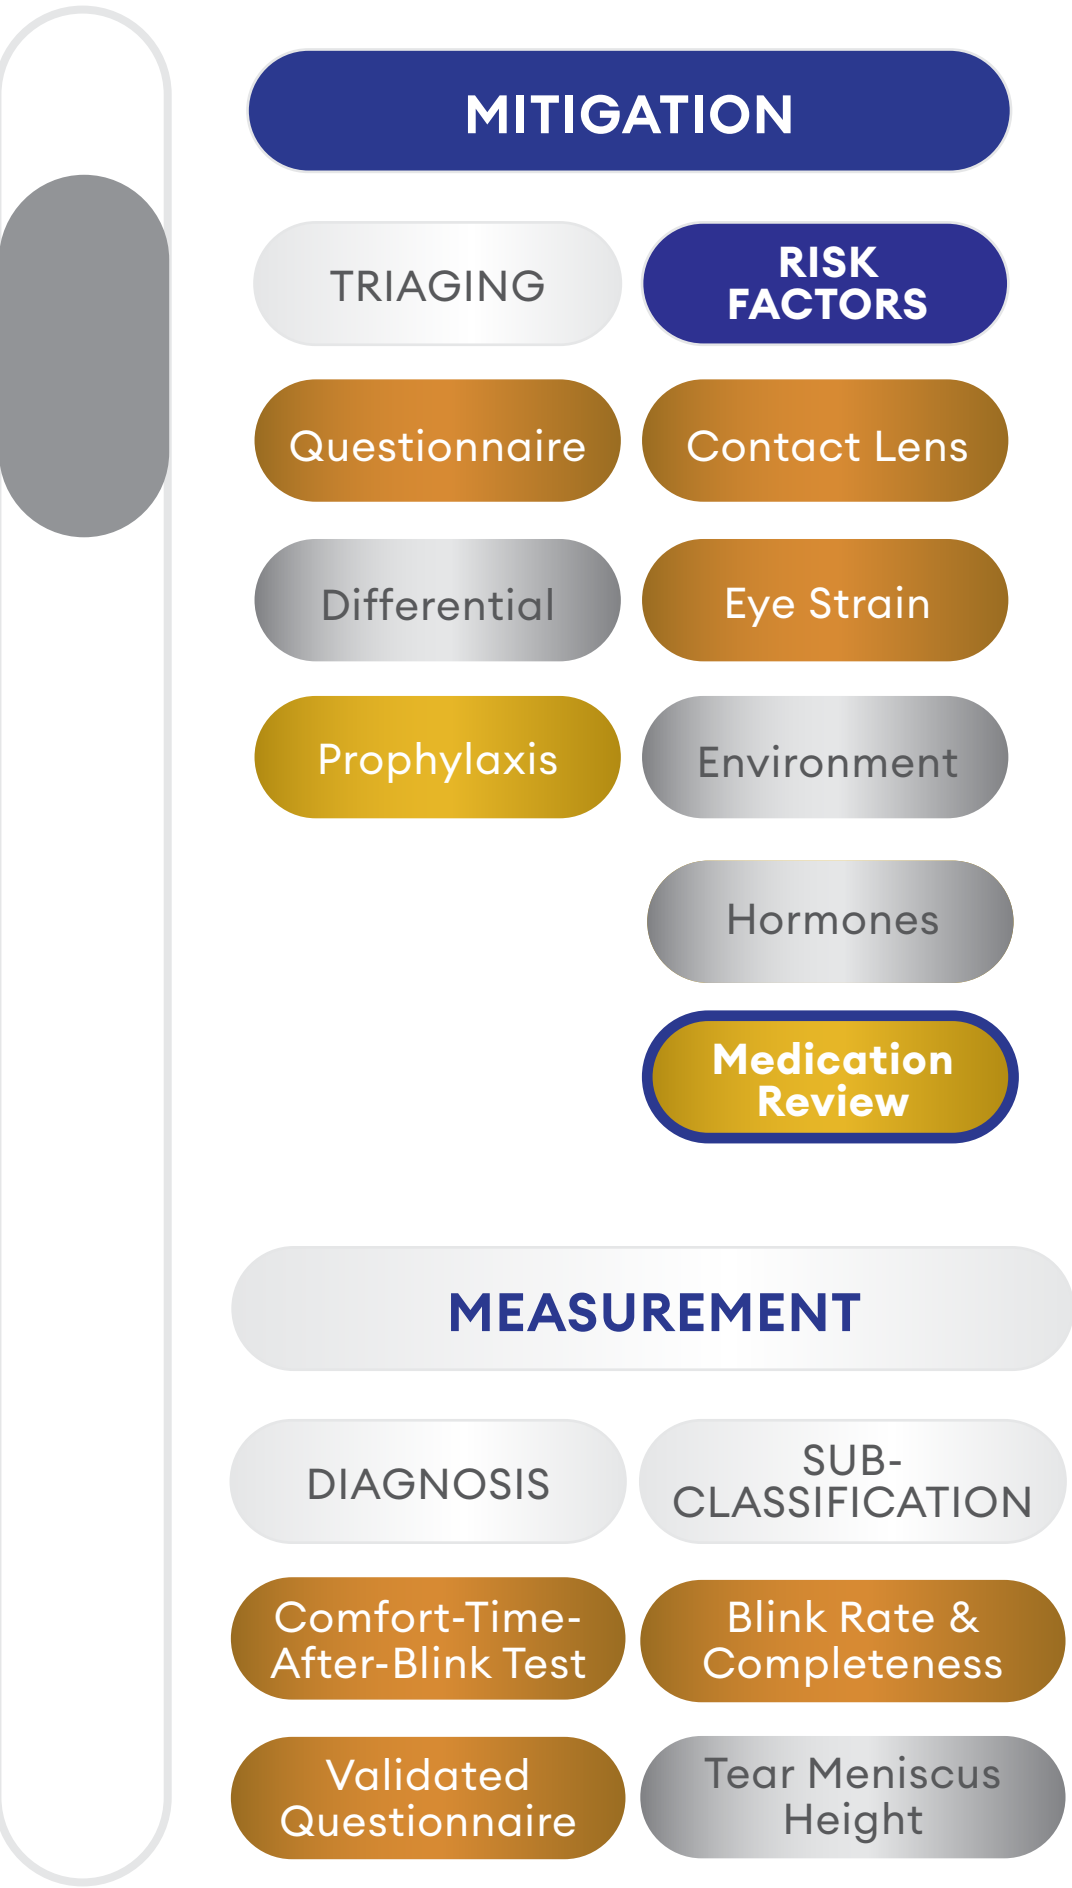 MITIGATION
TRIAGING
RISK
FACTORS
Questionnaire
Contact Lens
Differential
Eye Strain
Prophylaxis
Environment
Hormones
Medication
Review
MEASUREMENT
DIAGNOSIS
SUB-
CLASSIFICATION
Comfort-Time-
After-Blink Test
Blink Rate &
Completeness
Validated
Questionnaire
Tear Meniscus
Height